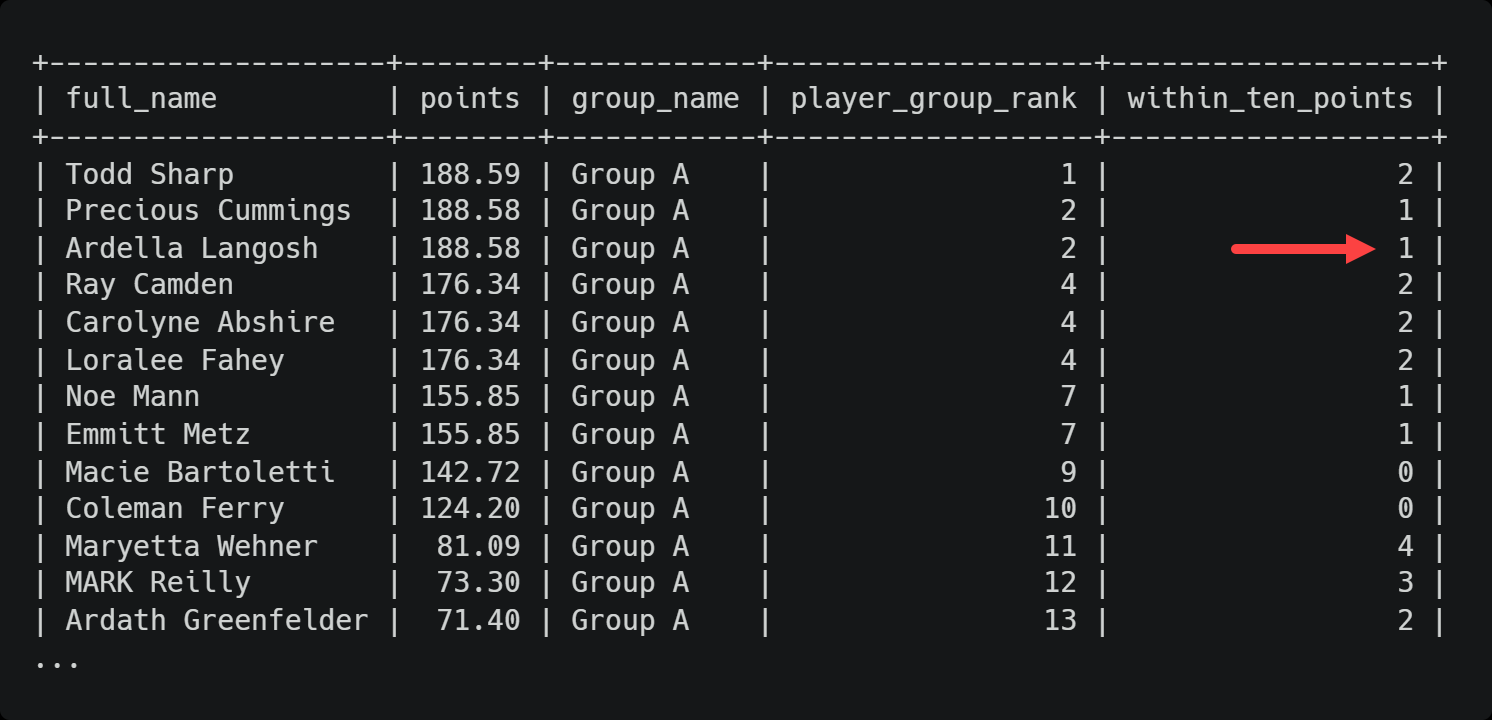 +--------------------+--------+------------+-------------------+-------------------+
| full_name          | points | group_name | player_group_rank | within_ten_points |
+--------------------+--------+------------+-------------------+-------------------+
| Todd Sharp         | 188.59 | Group A    |                 1 |                 2 |
| Precious Cummings  | 188.58 | Group A    |                 2 |                 1 |
| Ardella Langosh    | 188.58 | Group A    |                 2 |                 1 |
| Ray Camden         | 176.34 | Group A    |                 4 |                 2 |
| Carolyne Abshire   | 176.34 | Group A    |                 4 |                 2 |
| Loralee Fahey      | 176.34 | Group A    |                 4 |                 2 |
| Noe Mann           | 155.85 | Group A    |                 7 |                 1 |
| Emmitt Metz        | 155.85 | Group A    |                 7 |                 1 |
| Macie Bartoletti   | 142.72 | Group A    |                 9 |                 0 |
| Coleman Ferry      | 124.20 | Group A    |                10 |                 0 |
| Maryetta Wehner    |  81.09 | Group A    |                11 |                 4 |
| MARK Reilly        |  73.30 | Group A    |                12 |                 3 |
| Ardath Greenfelder |  71.40 | Group A    |                13 |                 2 |
...